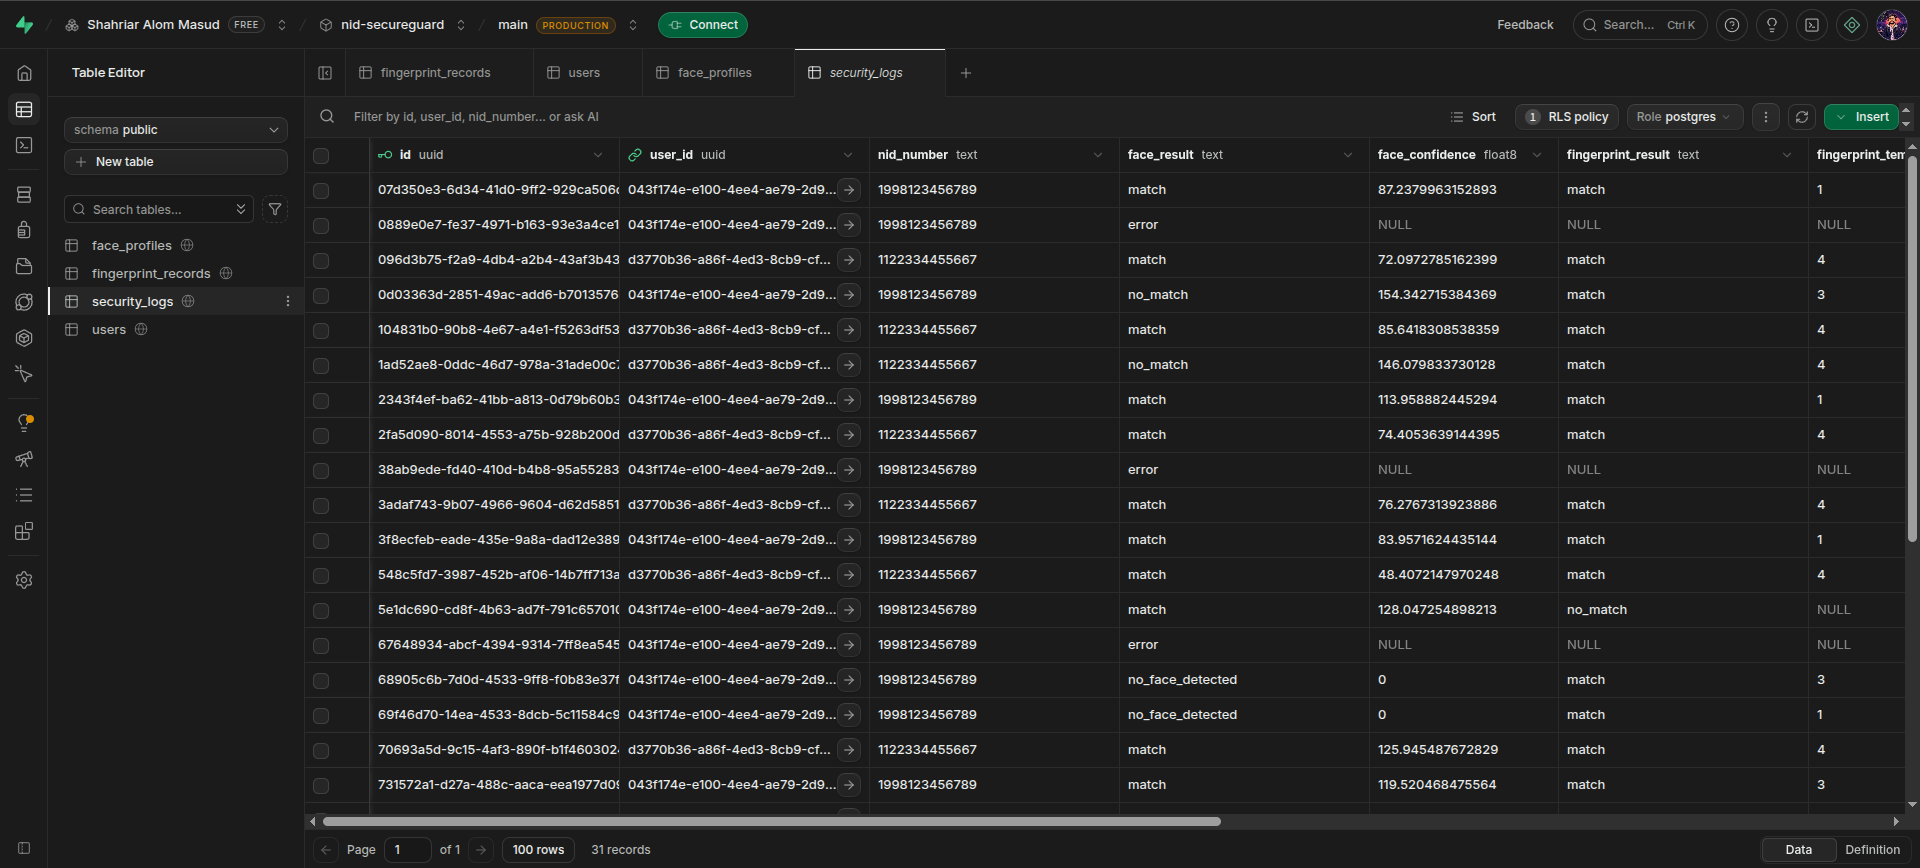 Shahriar Alom Masud FREE / nid-secureguard / main PRODUCTION Connect Feedback Search... Ctrl K
Table Editor
fingerprint_records users face_profiles security_logs
schema public
New table
Search tables...
face_profiles
fingerprint_records
security_logs
users
Filter by id, user_id, nid_number... or ask AI Sort 1 RLS policy Role postgres Insert
id uuid user_id uuid nid_number text face_result text face_confidence float8 fingerprint_result text fingerprint_tem
07d350e3-6d34-41d0-9ff2-929ca506 043f174e-e100-4ee4-ae79-2d9... 1998123456789 match 87.2379963152893 match 1
0889e0e7-fe37-4971-b163-93e3a4ce1 043f174e-e100-4ee4-ae79-2d9... 1998123456789 error NULL NULL NULL
096d3b75-f2a9-4db4-a2b4-43af3b43 d3770b36-a86f-4ed3-8cb9-cf... 1122334455667 match 72.0972785162399 match 4
0d03363d-2851-49ac-add6-b7013576 043f174e-e100-4ee4-ae79-2d9... 1998123456789 no_match 154.342715384369 match 3
104831b0-90b8-4e67-a4e1-f5263df53 d3770b36-a86f-4ed3-8cb9-cf... 1122334455667 match 85.6418308538359 match 4
1ad52ae8-0ddc-46d7-978a-31ade00c7 d3770b36-a86f-4ed3-8cb9-cf... 1122334455667 no_match 146.079833730128 match 4
2343f4ef-ba62-41bb-a813-0d79b60b3 043f174e-e100-4ee4-ae79-2d9... 1998123456789 match 113.958882445294 match 1
2fa5d090-8014-4553-a75b-928b200d d3770b36-a86f-4ed3-8cb9-cf... 1122334455667 match 74.4053639144395 match 4
38ab9ede-fd40-410d-b4b8-95a55283 043f174e-e100-4ee4-ae79-2d9... 1998123456789 error NULL NULL NULL
3adaf743-9b07-4966-9604-d62d5851 d3770b36-a86f-4ed3-8cb9-cf... 1122334455667 match 76.2767313923886 match 4
3f8ecfeb-eade-435e-9a8a-dad12e389 043f174e-e100-4ee4-ae79-2d9... 1998123456789 match 83.9571624435144 match 1
548c5fd7-3987-452b-af06-14b7ff713a d3770b36-a86f-4ed3-8cb9-cf... 1122334455667 match 48.4072147970248 match 4
5e1dc690-cd8f-4b63-ad7f-791c657010 043f174e-e100-4ee4-ae79-2d9... 1998123456789 match 128.047254898213 no_match NULL
67648934-abcf-4394-9314-7ff8ea545 043f174e-e100-4ee4-ae79-2d9... 1998123456789 error NULL NULL NULL
68905c6b-7d0d-4533-9ff8-f0b83e37f 043f174e-e100-4ee4-ae79-2d9... 1998123456789 no_face_detected 0 match 3
69f46d70-14ea-4533-8dcb-5c11584c9 043f174e-e100-4ee4-ae79-2d9... 1998123456789 no_face_detected 0 match 1
70693a5d-9c15-4af3-890f-b1f4603024 d3770b36-a86f-4ed3-8cb9-cf... 1122334455667 match 125.945487672829 match 4
731572a1-d27a-488c-aaca-eea1977d09 043f174e-e100-4ee4-ae79-2d9... 1998123456789 match 119.520468475564 match 3
Page 1 of 1 100 rows 31 records Data Definition